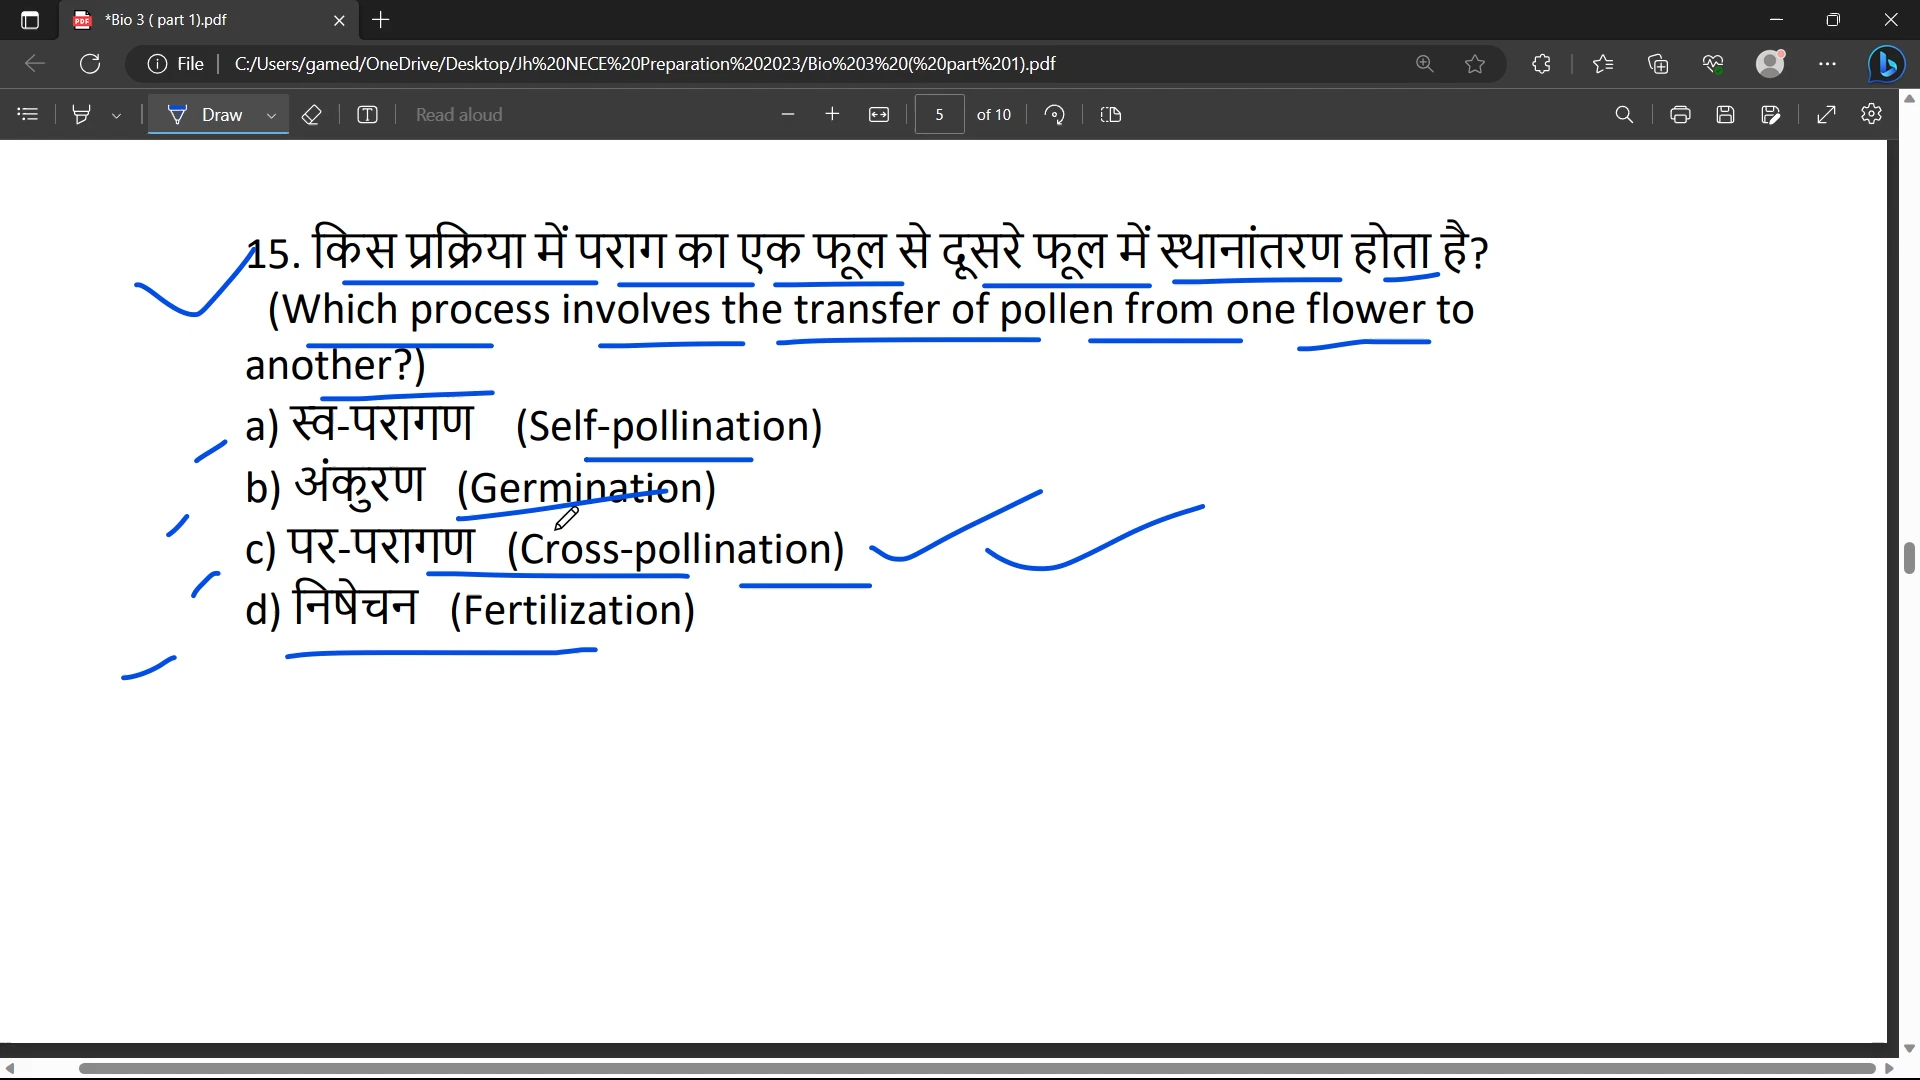 *Bio 3 ( part 1).pdf
File C:/Users/gamed/OneDrive/Desktop/Jh%20NECE%20Preparation%202023/Bio%203%20(%20part%201).pdf
Draw Read aloud 5 of 10
15. किस प्रक्रिया में पराग का एक फूल से दूसरे फूल में स्थानांतरण होता है?
(Which process involves the transfer of pollen from one flower to
another?)
a) स्व-परागण (Self-pollination)
b) अंकुरण (Germination)
c) पर-परागण (Cross-pollination)
d) निषेचन (Fertilization)